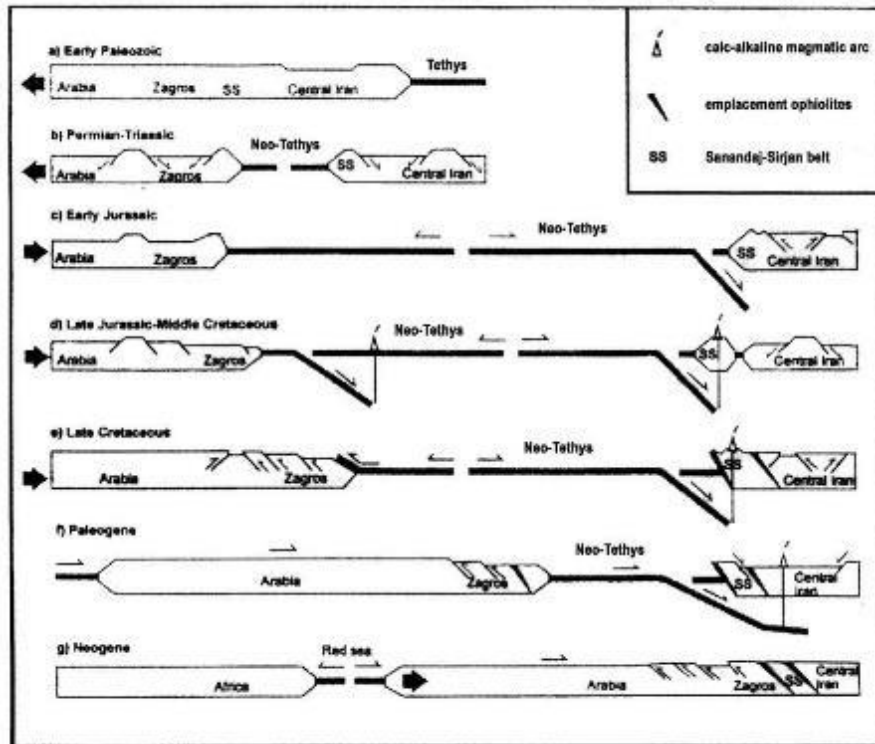 calc-alkaline magmatic arc
emplacement ophiolites
SS Sanandaj-Sirjan belt
a) Early Paleozoic
Tethys
Arabia Zagros SS Central Iran
b) Permian-Triassic
Neo-Tethys
SS
Arabia Zagros Central Iran
c) Early Jurassic
Neo-Tethys
SS
Arabia Zagros Central Iran
d) Late Jurassic-Middle Cretaceous
Neo-Tethys
SS
Arabia Zagros Central Iran
e) Late Cretaceous
Neo-Tethys
SS
Arabia Zagros Central Iran
f) Paleogene
Neo-Tethys
Arabia Zagros SS Central
Iran
g) Neogene
Red sea
Central
Iran
Africa Arabia Zagros SS